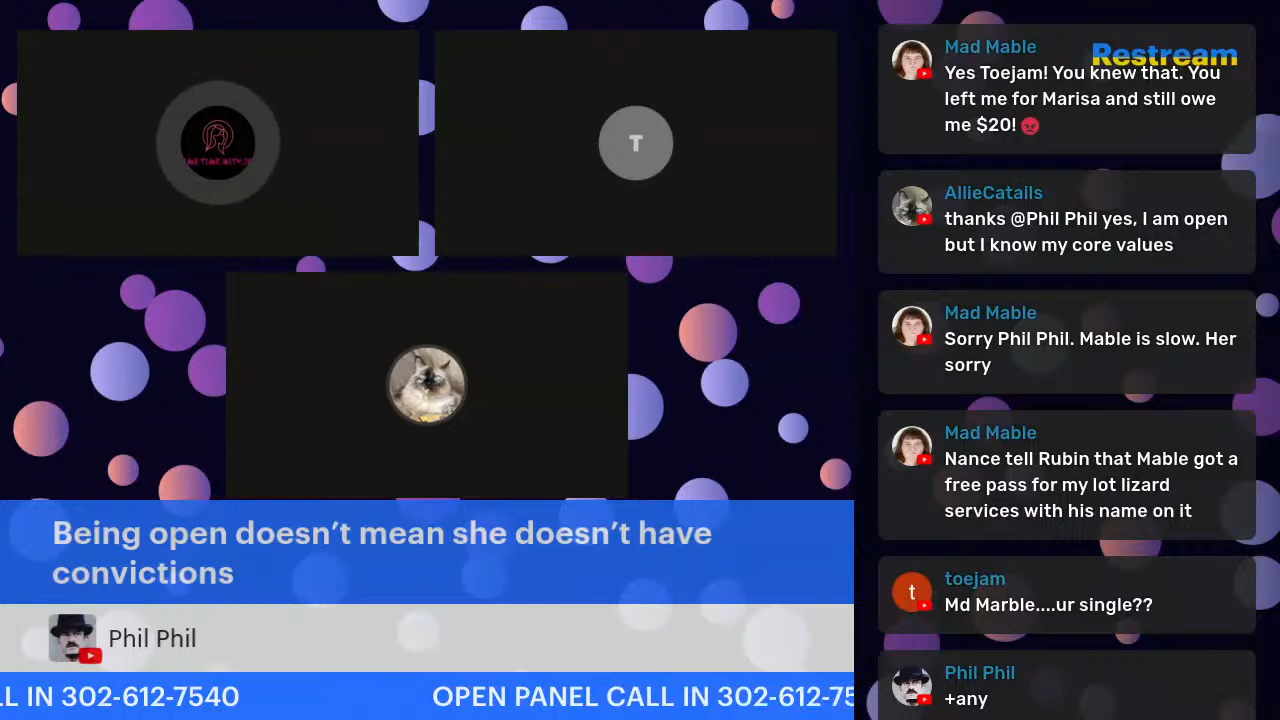 T
Being open doesn’t mean she doesn’t have
convictions
Phil Phil
LL IN 302-612-7540
OPEN PANEL CALL IN 302-612-75
Restream
Mad Mable
Yes Toejam! You knew that. You
left me for Marisa and still owe
me $20! 😡
AllieCatails
thanks @Phil Phil yes, I am open
but I know my core values
Mad Mable
Sorry Phil Phil. Mable is slow. Her
sorry
Mad Mable
Nance tell Rubin that Mable got a
free pass for my lot lizard
services with his name on it
t
toejam
Md Marble....ur single??
Phil Phil
+any